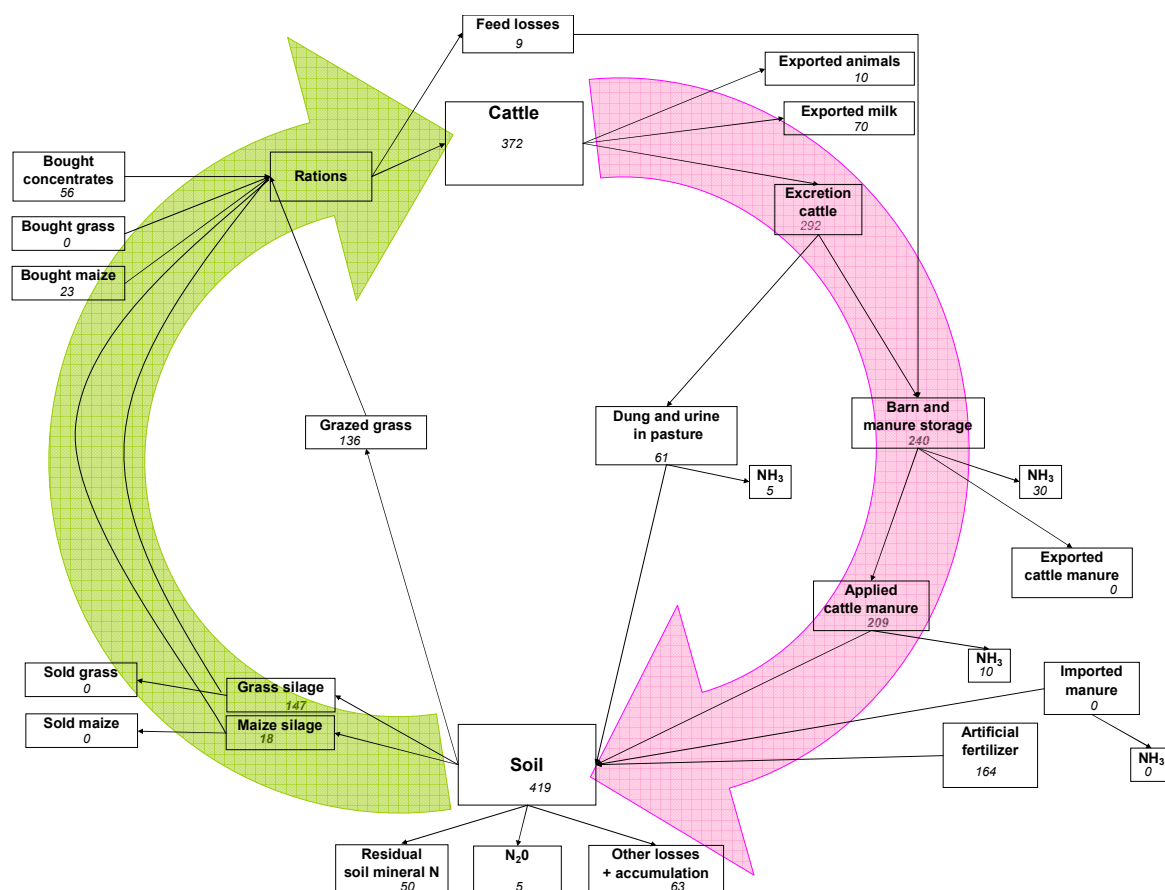 Feed losses
9
Exported animals
10
Cattle
372
Exported milk
70
Bought
concentrates
56
Rations
Excretion
cattle
292
Bought grass
0
Bought maize
23
Grazed grass
136
Dung and urine
in pasture
61
Barn and
manure storage
240
NH₃
5
NH₃
30
Exported
cattle manure
0
Applied
cattle manure
209
NH₃
10
Imported
manure
0
Sold grass
0
Grass silage
147
Sold maize
0
Maize silage
18
Soil
419
Artificial
fertilizer
164
NH₃
0
Residual
soil mineral N
50
N₂0
5
Other losses
+ accumulation
63